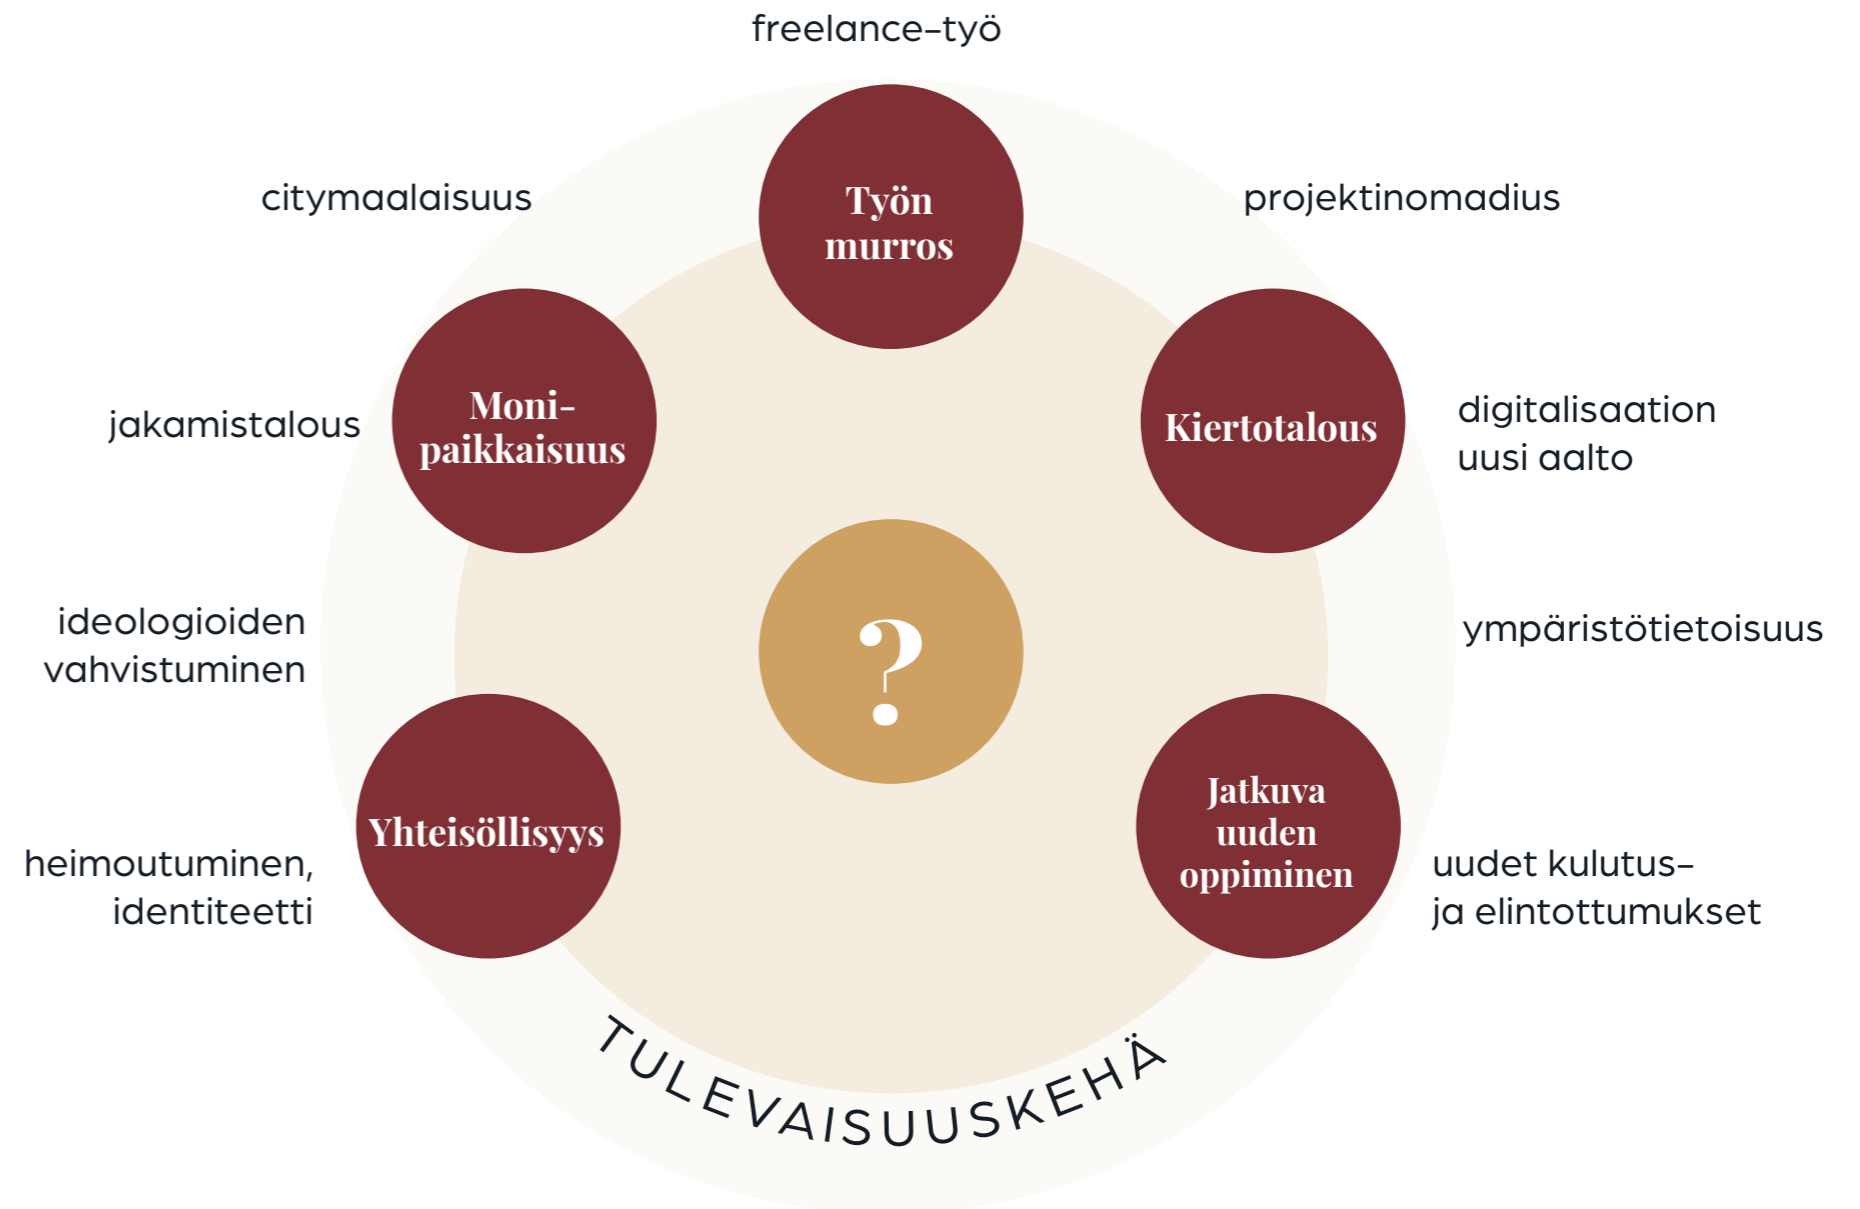 freelance-työ
citymaalaisuus
projektinomadius
Työn
murros
jakamistalous
Moni-
paikkaisuus
Kiertotalous
digitalisaation
uusi aalto
ideologioiden
vahvistuminen
?
ympäristötietoisuus
Yhteisöllisyys
Jatkuva
uuden
oppiminen
heimoutuminen,
identiteetti
uudet kulutus-
ja elintottumukset
TULEVAISUUSKEHÄ